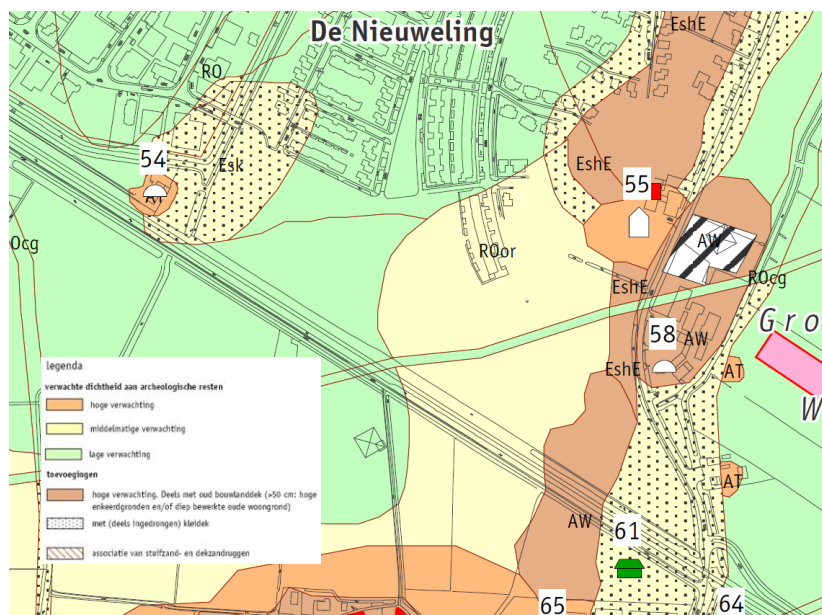 De Nieuweling
EshE
RO
54
Esk
EshE
55
AW
Ocg
ROor
ROcg
EshE
Gro
58
AW
EshE
AT
W
legenda
verwachte dichtheid aan archeologische resten
hoge verwachting
middelmatige verwachting
lage verwachting
toevoegingen
hoge verwachting. Deels met oud bouwlanddek (>50 cm: hoge
enkeerdgronden en/of diep bewerkte oude woongrond)
met (deels ingedrongen) kleidek
associatie van stuifzand- en dekzandruggen
AT
AW
61
65
64